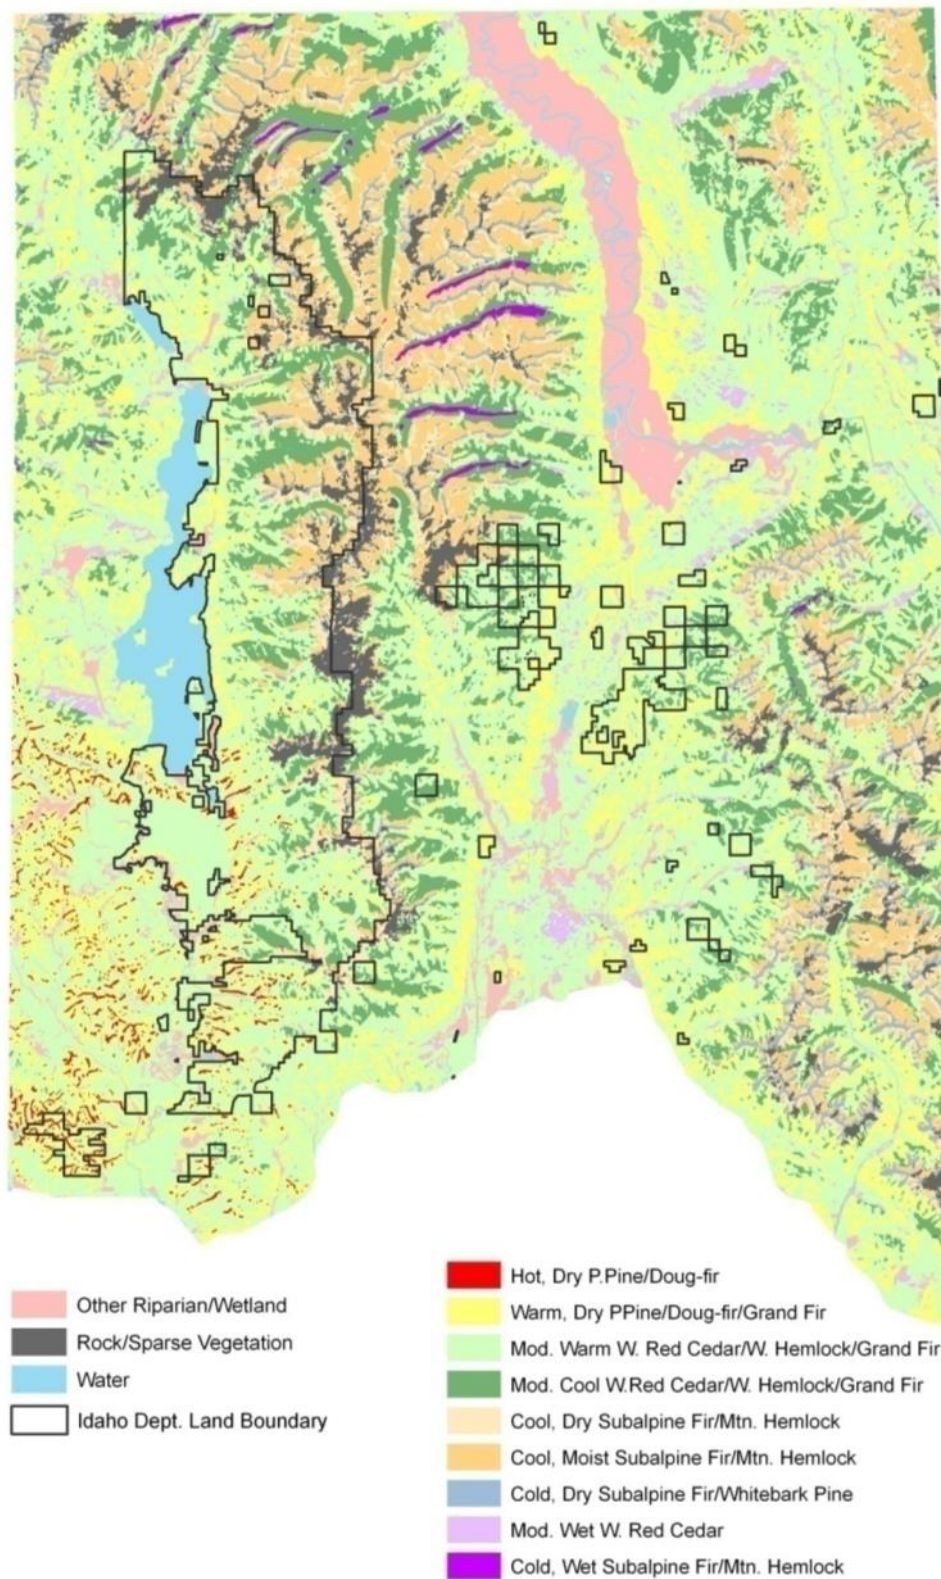 Other Riparian/Wetland
Rock/Sparse Vegetation
Water
Idaho Dept. Land Boundary
Hot, Dry P.Pine/Doug-fir
Warm, Dry PPine/Doug-fir/Grand Fir
Mod. Warm W. Red Cedar/W. Hemlock/Grand Fir
Mod. Cool W.Red Cedar/W. Hemlock/Grand Fir
Cool, Dry Subalpine Fir/Mtn. Hemlock
Cool, Moist Subalpine Fir/Mtn. Hemlock
Cold, Dry Subalpine Fir/Whitebark Pine
Mod. Wet W. Red Cedar
Cold, Wet Subalpine Fir/Mtn. Hemlock